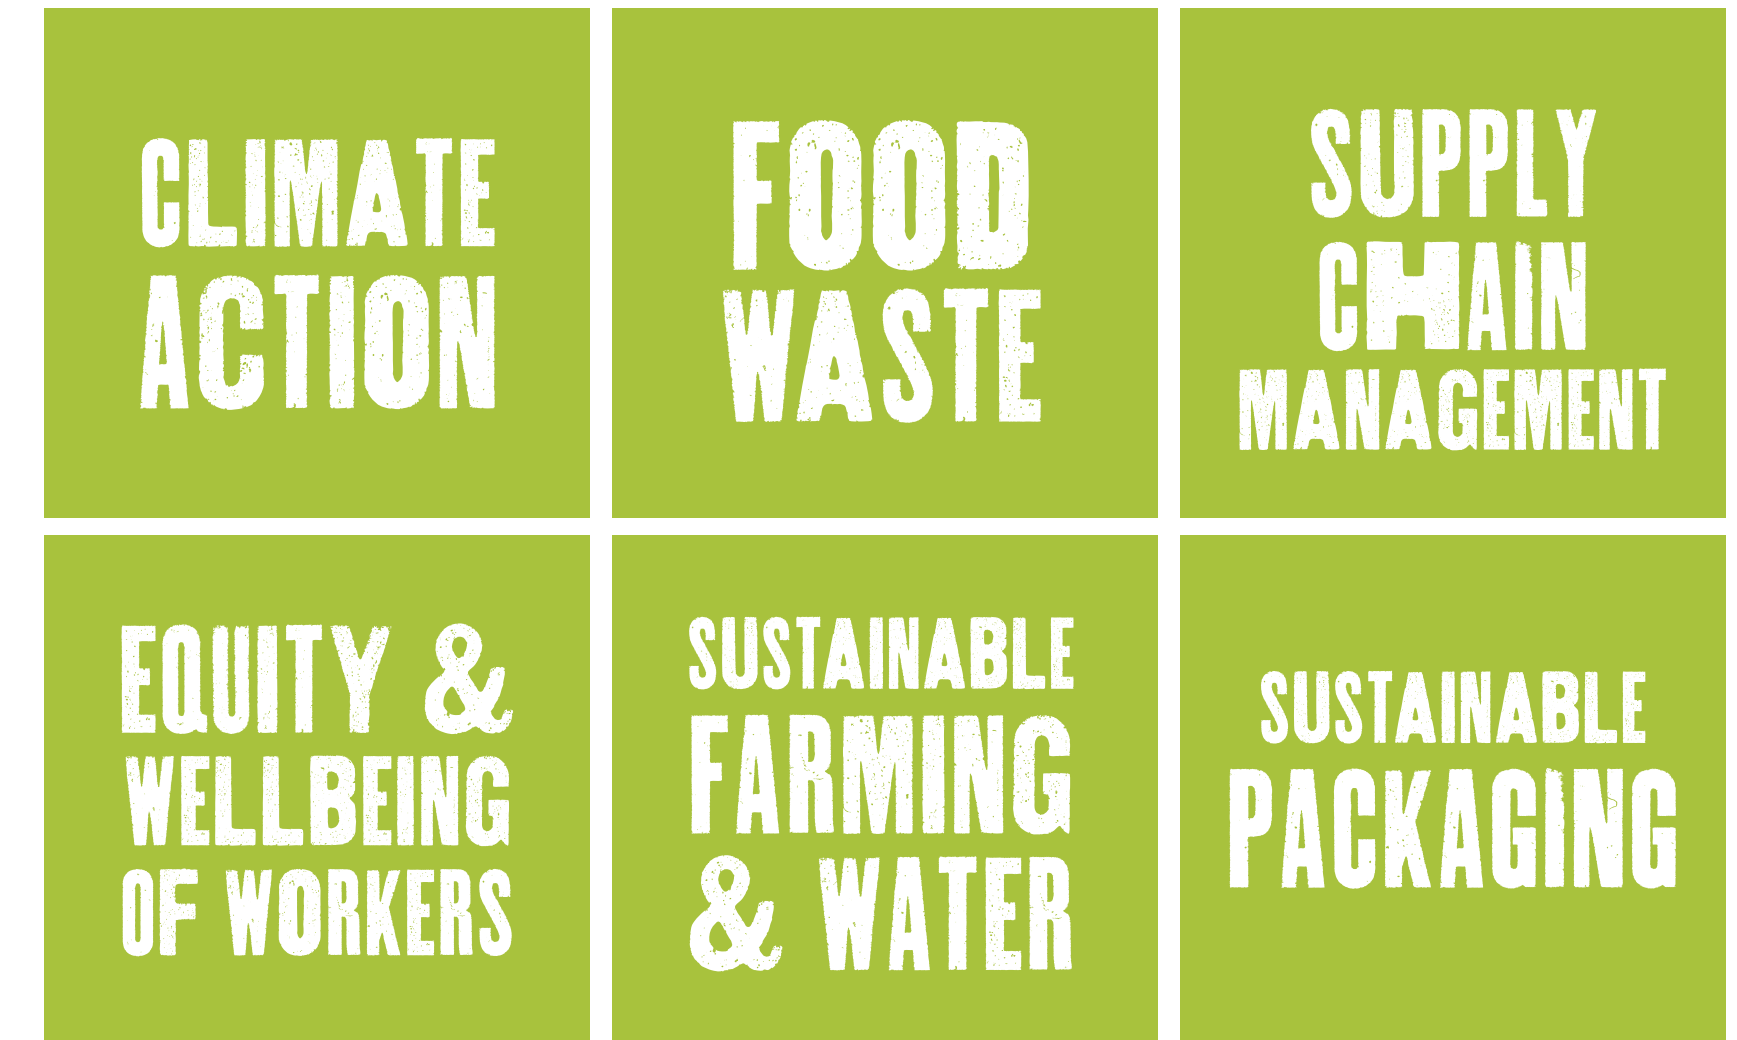 CLIMATE
ACTION
FOOD
WASTE
SUPPLY
CHAIN
MANAGEMENT
EQUITY &
WELLBEING
OF WORKERS
SUSTAINABLE
FARMING
& WATER
SUSTAINABLE
PACKAGING